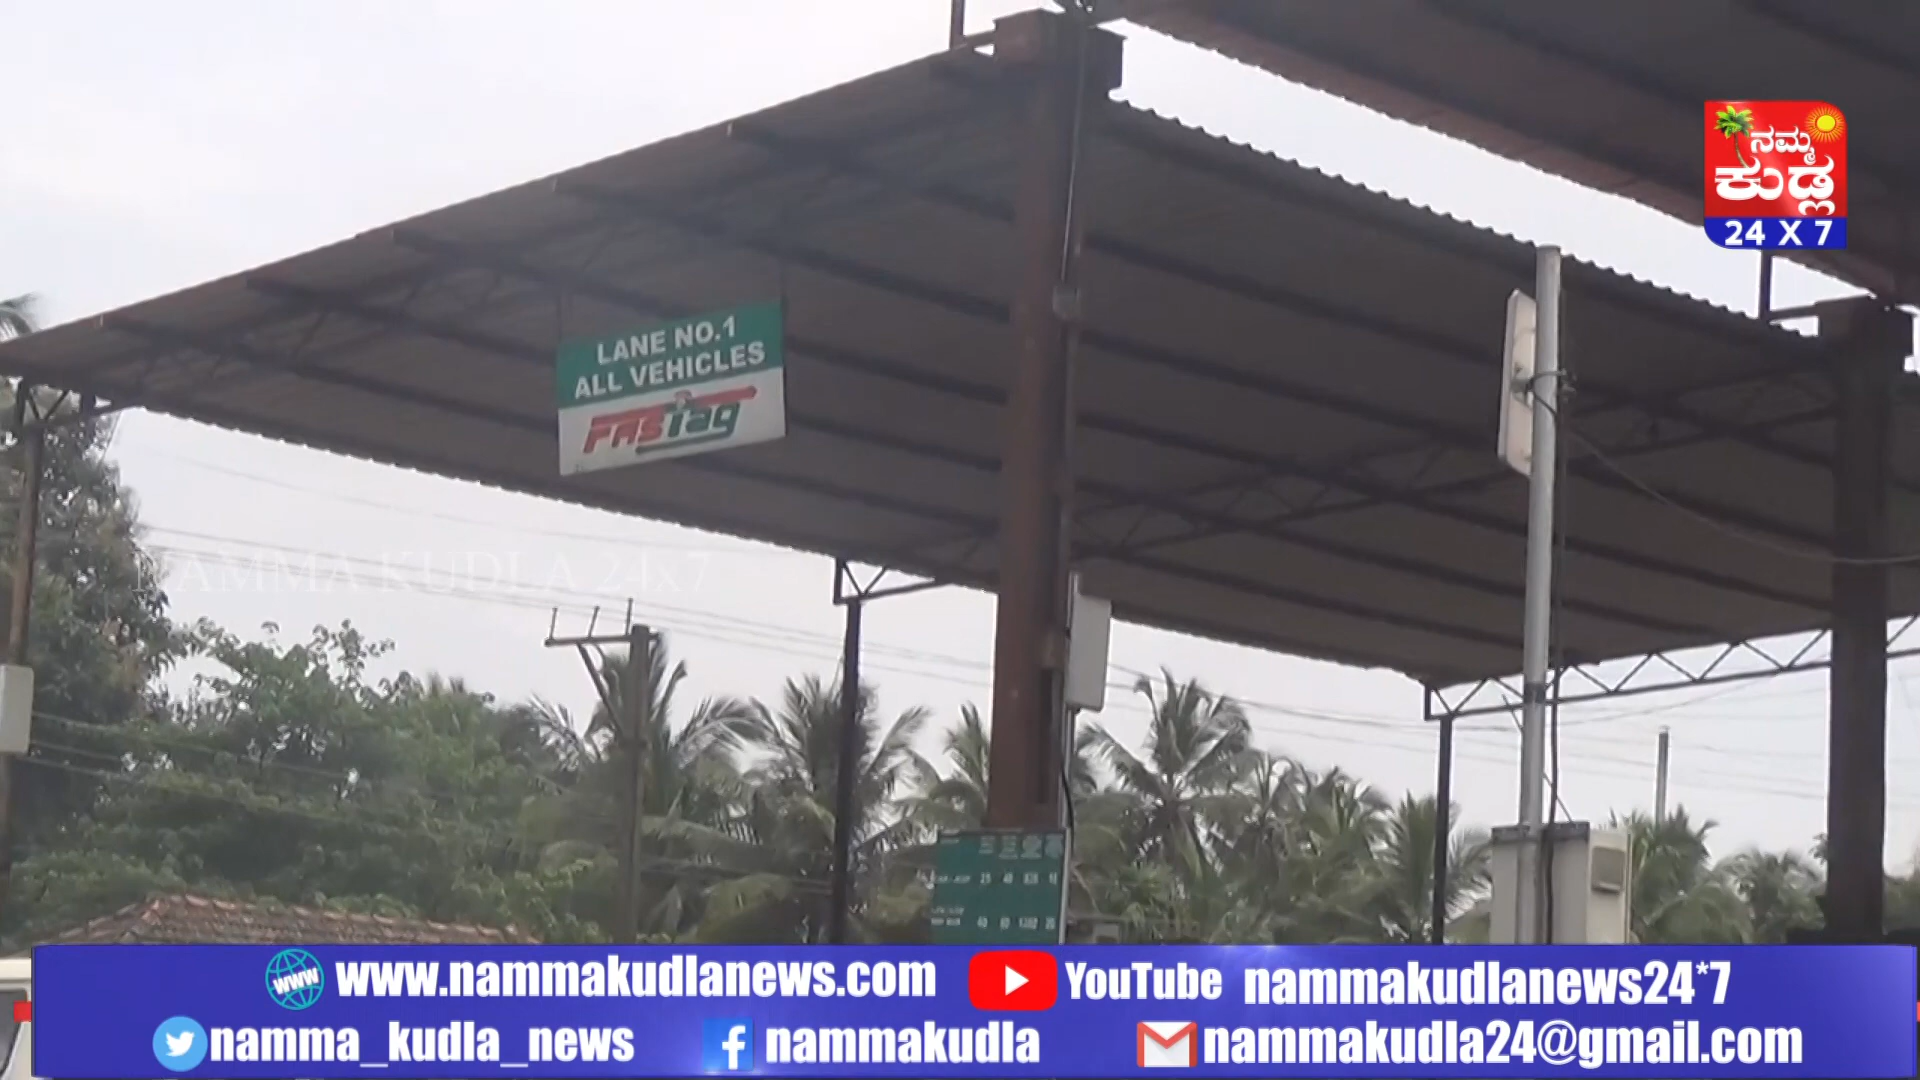 ನಮ್ಮ
ಕುಡ್ಲ
24 X 7
LANE NO.1
ALL VEHICLES
FASTag
NAMMA KUDLA 24x7
www.nammakudlanews.com
YouTube nammakudlanews24*7
namma_kudla_news
nammakudla
nammakudla24@gmail.com